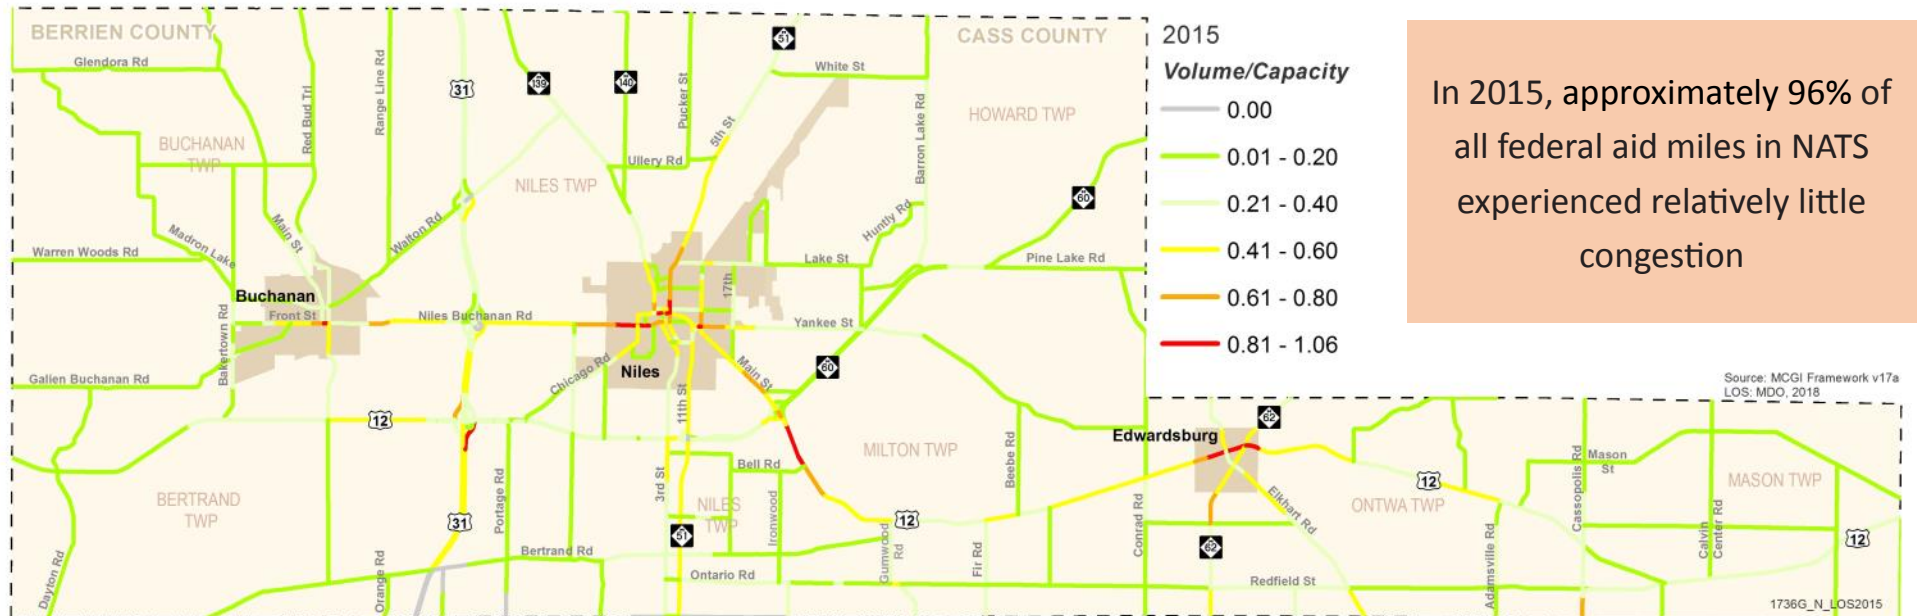 BERRIEN COUNTY
Glendora Rd
Red Bud Trl
Range Line Rd
31
139
140
Pucker St
51
White St
CASS COUNTY
HOWARD TWP
BUCHANAN
TWP
NILES TWP
Ullery Rd
5th St
Barron Lake Rd
60
Main St
Walton Rd
Huntly Rd
Warren Woods Rd
Madron Lake
Lake St
Pine Lake Rd
17th
Buchanan
Front St
Niles Buchanan Rd
Yankee St
Bakertown Rd
Galien Buchanan Rd
Chicago Rd
Niles
Main St
60
12
11th St
MILTON TWP
Edwardsburg
62
BERTRAND
TWP
Portage Rd
3rd St
Bell Rd
NILES
TWP
Ironwood
Beebe Rd
Conrad Rd
Elkhart Rd
12
ONTWA TWP
Cassopolis Rd
Mason
St
MASON TWP
31
51
12
Gumwood
Rd
Fir Rd
62
Adamsville Rd
Calvin
Center Rd
12
Dayton Rd
Orange Rd
Bertrand Rd
Ontario Rd
Redfield St
1736G_N_LOS2015
2015
Volume/Capacity
0.00
0.01 - 0.20
0.21 - 0.40
0.41 - 0.60
0.61 - 0.80
0.81 - 1.06
In 2015, approximately 96% of
all federal aid miles in NATS
experienced relatively little
congestion
Source: MCGI Framework v17a
LOS: MDO, 2018